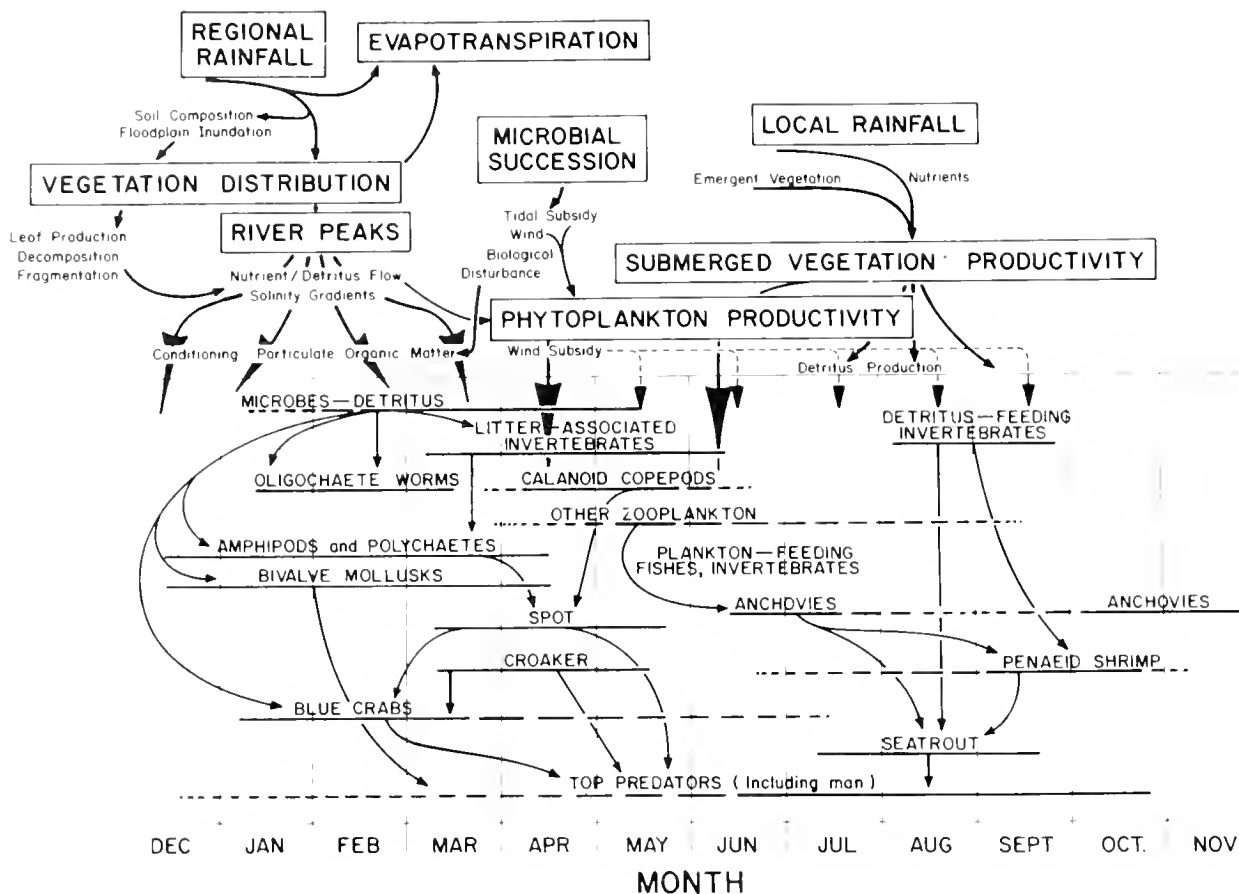 REGIONAL
RAINFALL
EVAPOTRANSPIRATION
Soil Composition
Floodplain Inundation
MICROBIAL
SUCCESSION
LOCAL RAINFALL
Emergent Vegetation
Nutrients
VEGETATION DISTRIBUTION
RIVER PEAKS
Leaf Production
Decomposition
Fragmentation
Tidal Subsidy
Wind
Biological
Disturbance
Nutrient/Detritus Flow
Salinity Gradients
SUBMERGED VEGETATION PRODUCTIVITY
PHYTOPLANKTON PRODUCTIVITY
Conditioning Particulate Organic Matter
Wind Subsidy
Detritus Production
MICROBES—DETRITUS
LITTER—ASSOCIATED
INVERTEBRATES
DETRITUS—FEEDING
INVERTEBRATES
OLIGOCHAETE WORMS
CALANOID COPEPODS
OTHER ZOOPLANKTON
AMPHIPODS and POLYCHAETES
BIVALVE MOLLUSKS
PLANKTON—FEEDING
FISHES, INVERTEBRATES
ANCHOVIES
ANCHOVIES
SPOT
CROAKER
PENAEID SHRIMP
BLUE CRABS
SEATROUT
TOP PREDATORS (Including man)
DEC JAN FEB MAR APR MAY JUN JUL AUG SEPT OCT. NOV
MONTH